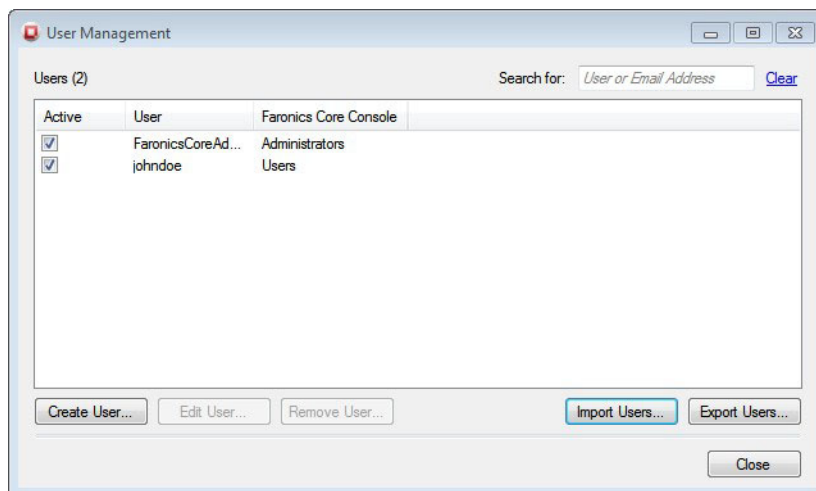 User Management
Users (2) Search for: User or Email Address Clear
Active User Faronics Core Console
FaronicsCoreAd... Administrators
johndoe Users
Create User... Edit User... Remove User... Import Users... Export Users...
Close